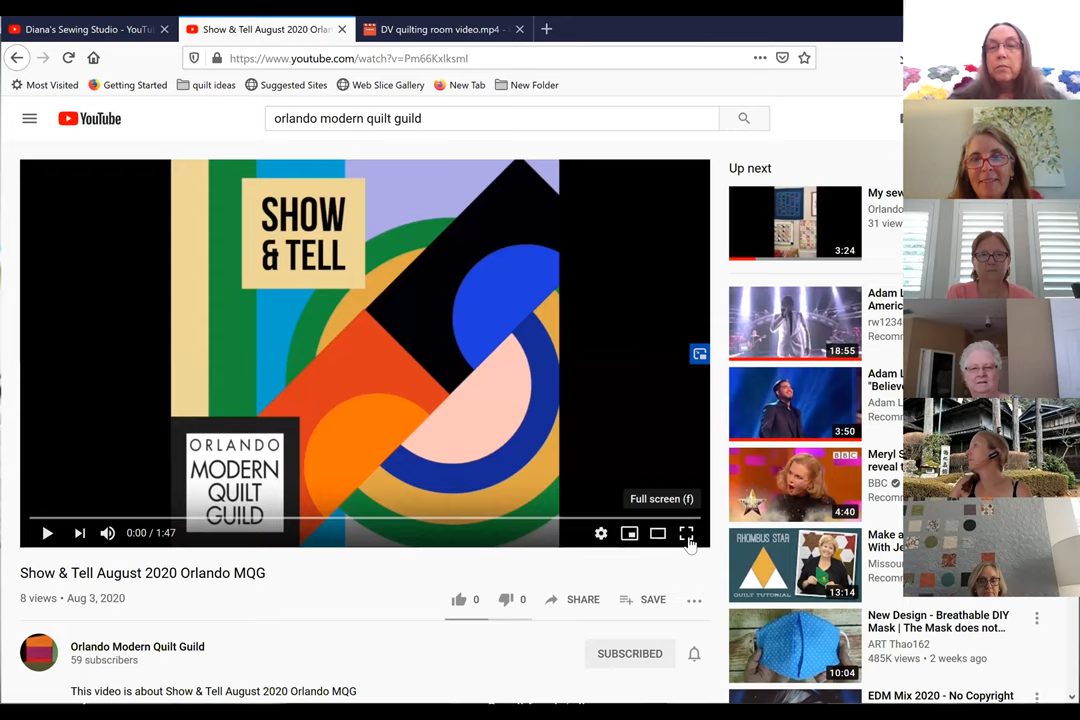 Diana's Sewing Studio - YouTu
Show & Tell August 2020 Orlan
DV quilting room video.mp4 -
https://www.youtube.com/watch?v=Pm66KxIksmI
Most Visited
Getting Started
quilt ideas
Suggested Sites
Web Slice Gallery
New Tab
New Folder
YouTube
orlando modern quilt guild
SHOW
& TELL
ORLANDO
MODERN
QUILT
GUILD
Full screen (f)
0:00 / 1:47
Show & Tell August 2020 Orlando MQG
8 views • Aug 3, 2020
0
0
SHARE
SAVE
Orlando Modern Quilt Guild
59 subscribers
SUBSCRIBED
This video is about Show & Tell August 2020 Orlando MQG
Up next
3:24
My sew
Orlando
31 view
18:55
Adam L
Americ
rw1234
Recomm
3:50
Adam L
"Believe
Adam L
Recomm
BBC
4:40
Meryl S
reveal t
BBC
Recomm
RHOMBUS STAR
QUILT TUTORIAL
13:14
Make a
With Je
Missou
Recomm
10:04
New Design - Breathable DIY
Mask | The Mask does not...
ART Thao162
485K views • 2 weeks ago
EDM Mix 2020 - No Copyright